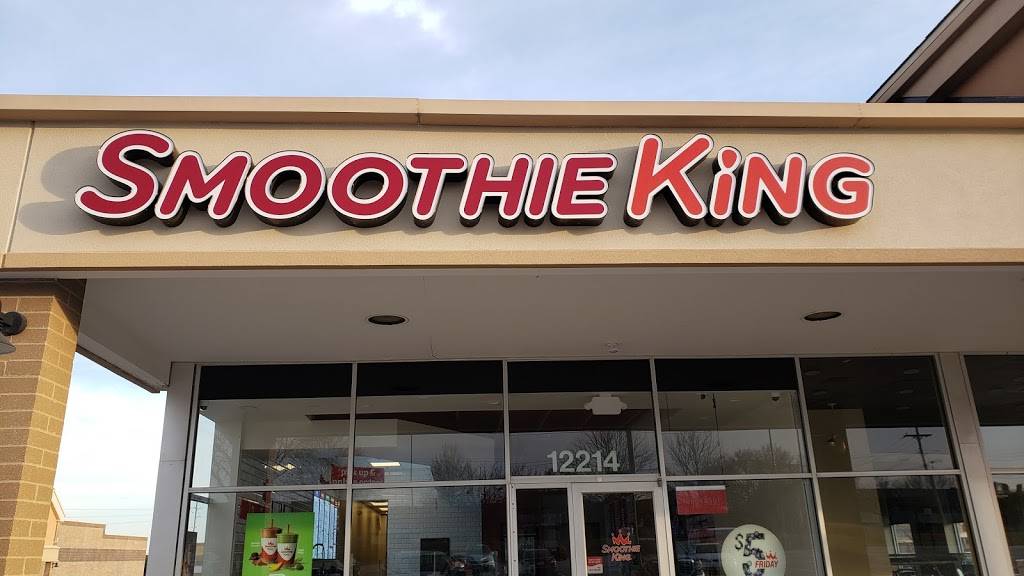 SMOOTHIE KING
12214
SMOOTHIE
KING
$5
FRIDAY